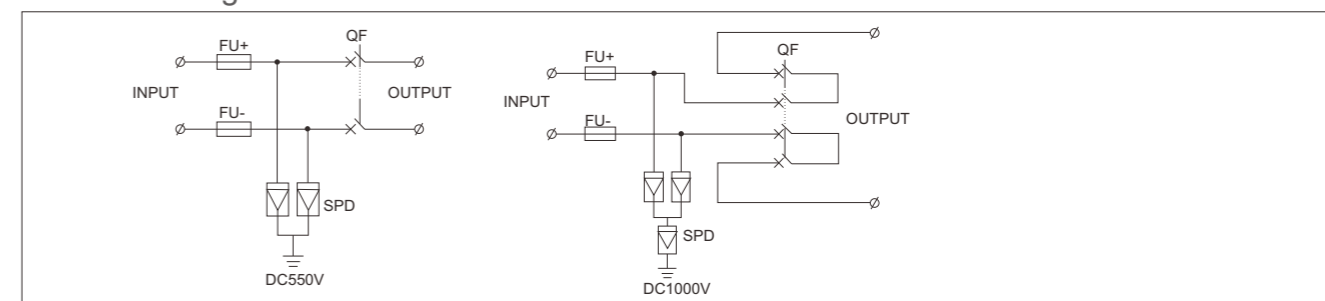 g
FU+
QF
INPUT
OUTPUT
FU-
SPD
DC550V
FU+
QF
INPUT
OUTPUT
FU-
SPD
DC1000V